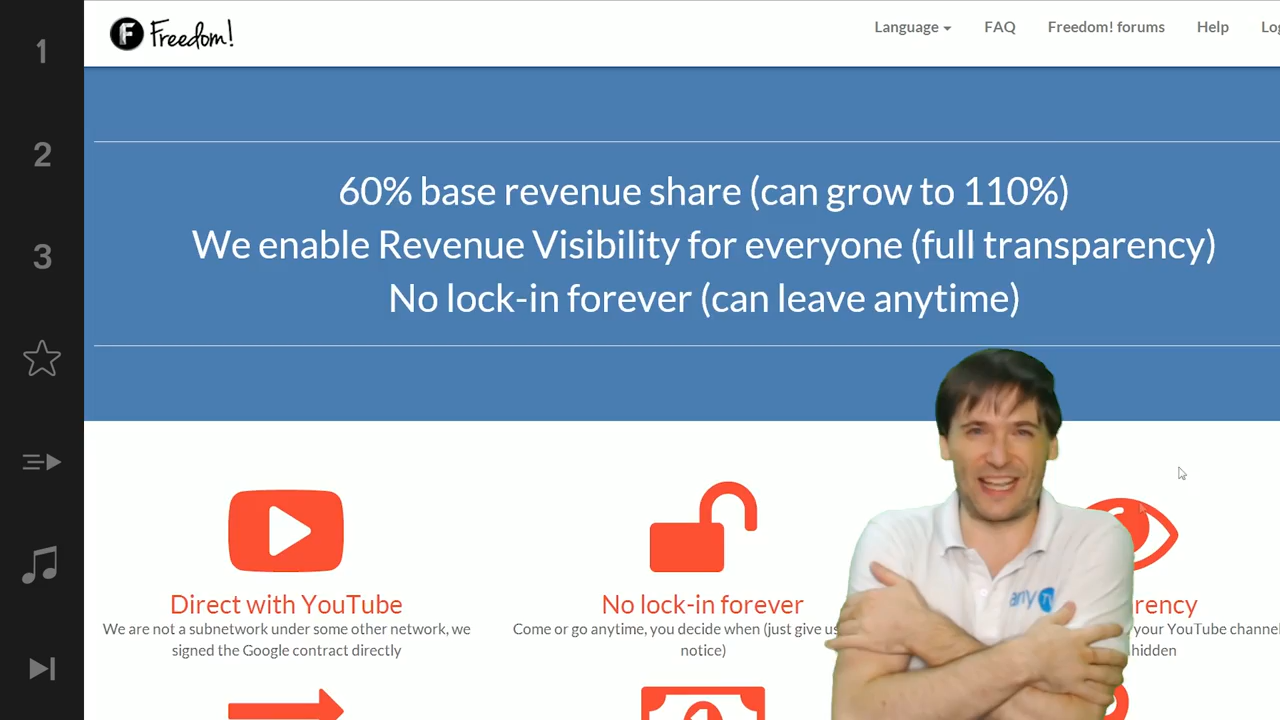 1
2
3
F Freedom!
Language
FAQ
Freedom! forums
Help
60% base revenue share (can grow to 110%)
We enable Revenue Visibility for everyone (full transparency)
No lock-in forever (can leave anytime)
Direct with YouTube
We are not a subnetwork under some other network, we
signed the Google contract directly
No lock-in forever
Come or go anytime, you decide when (just give us
notice)
your YouTube channel
hidden
any